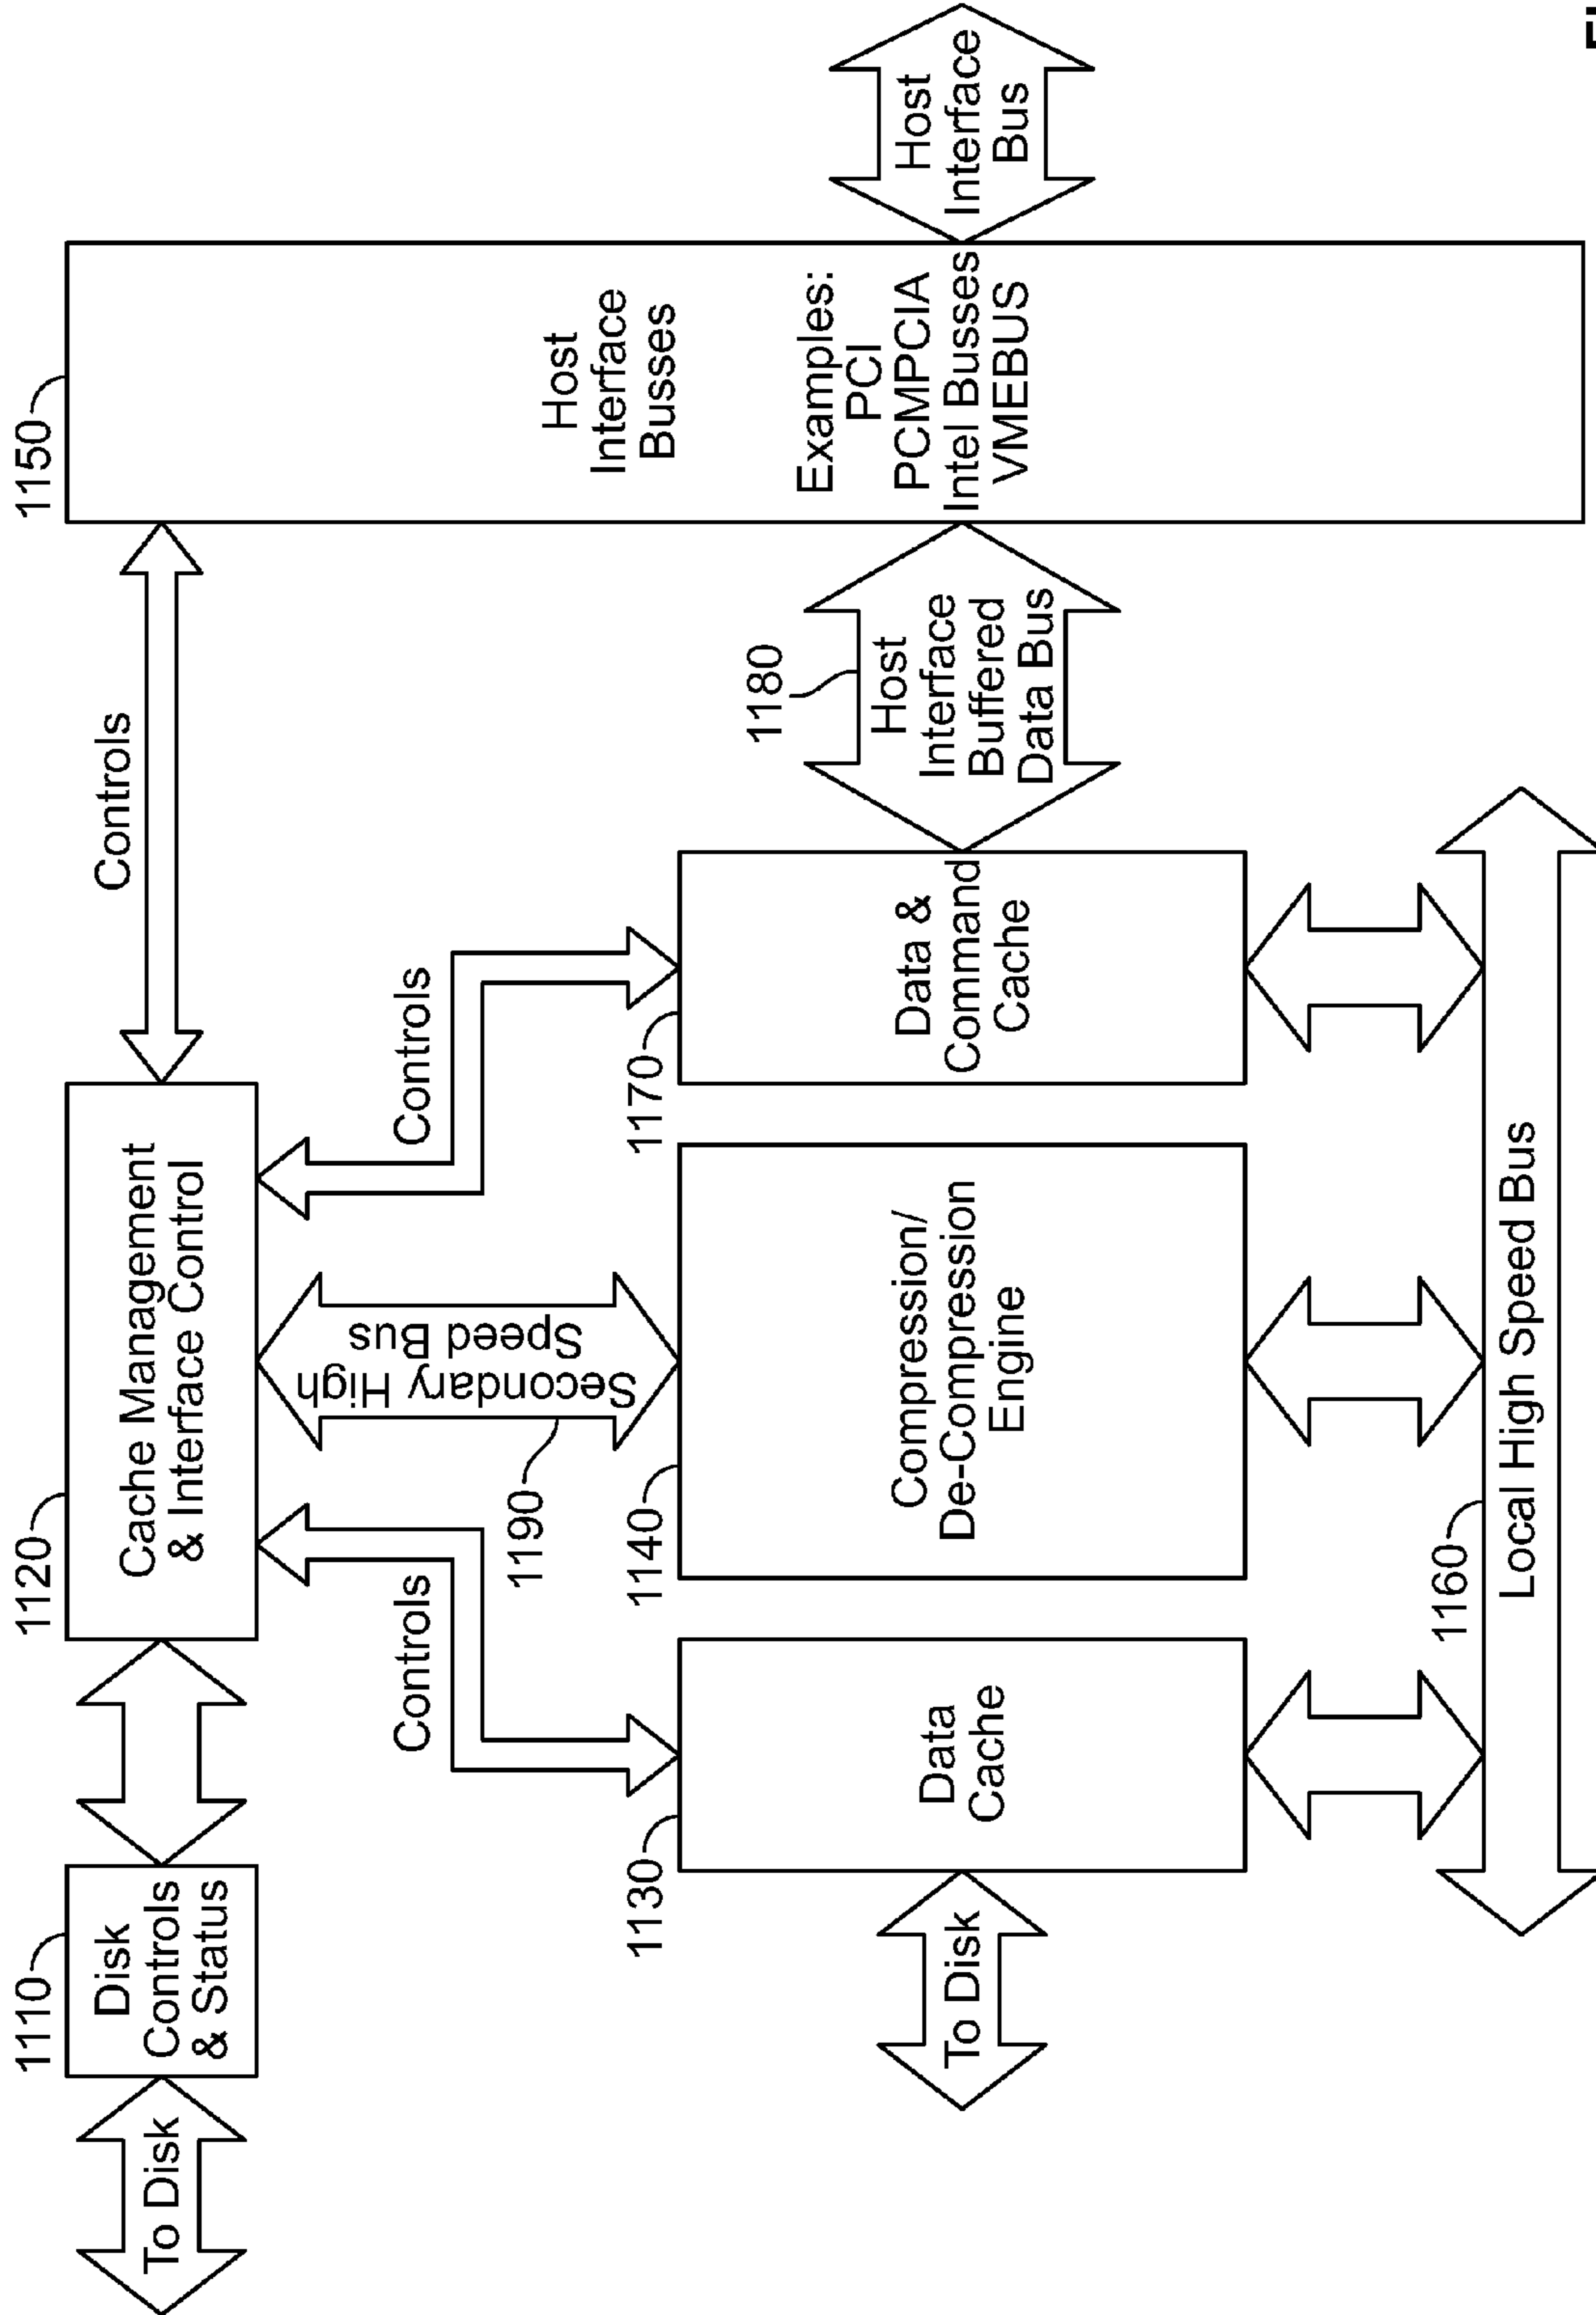 1110
1120
1150
To Disk
Disk
Controls
& Status
Cache Management
& Interface Control
Controls
Controls
Controls
1190
Secondary High
Speed Bus
Host
Interface
Busses
1130
1140
1170
1180
To Disk
Data
Cache
Compression/
De-Compression
Engine
Data &
Command
Cache
Host
Interface
Buffered
Data Bus
Examples:
PCI
PCMPCIA
Intel Busses
VMEBUS
Host
Interface
Bus
1160
Local High Speed Bus